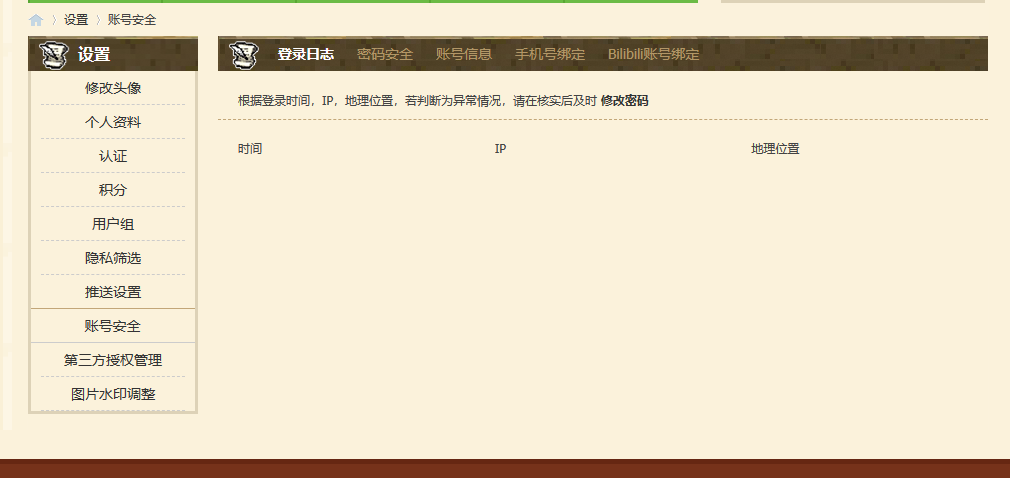 设置 账号安全
设置
修改头像
个人资料
认证
积分
用户组
隐私筛选
推送设置
账号安全
第三方授权管理
图片水印调整
登录日志 密码安全 账号信息 手机号绑定 Bilibili账号绑定
根据登录时间，IP，地理位置，若判断为异常情况，请在核实后及时 修改密码
时间 IP 地理位置